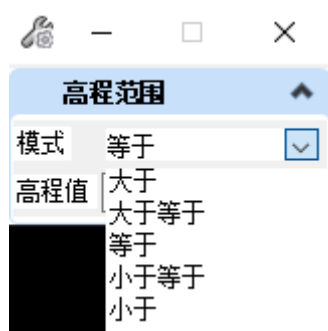 高程范围
模式 等于
高程值
大于
大于等于
等于
小于等于
小于